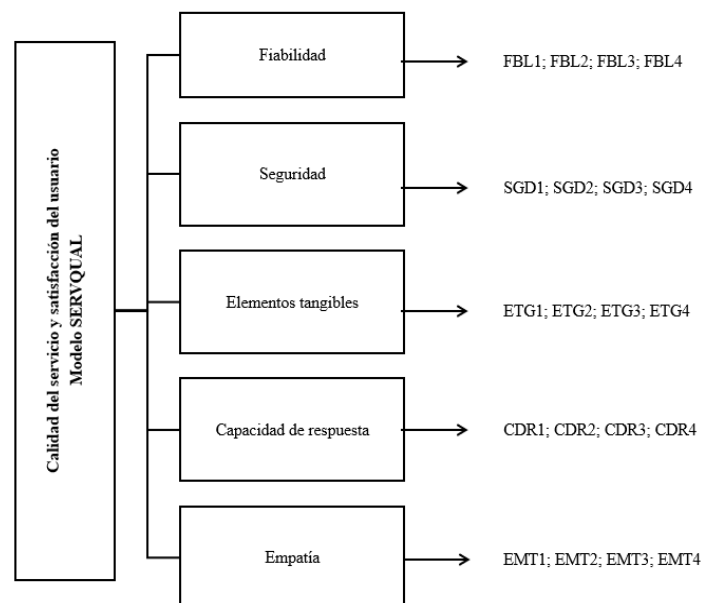 Calidad del servicio y satisfacción del usuario
Modelo SERVQUAL
Fiabilidad
FBL1; FBL2; FBL3; FBL4
Seguridad
SGD1; SGD2; SGD3; SGD4
Elementos tangibles
ETG1; ETG2; ETG3; ETG4
Capacidad de respuesta
CDR1; CDR2; CDR3; CDR4
Empatía
EMT1; EMT2; EMT3; EMT4